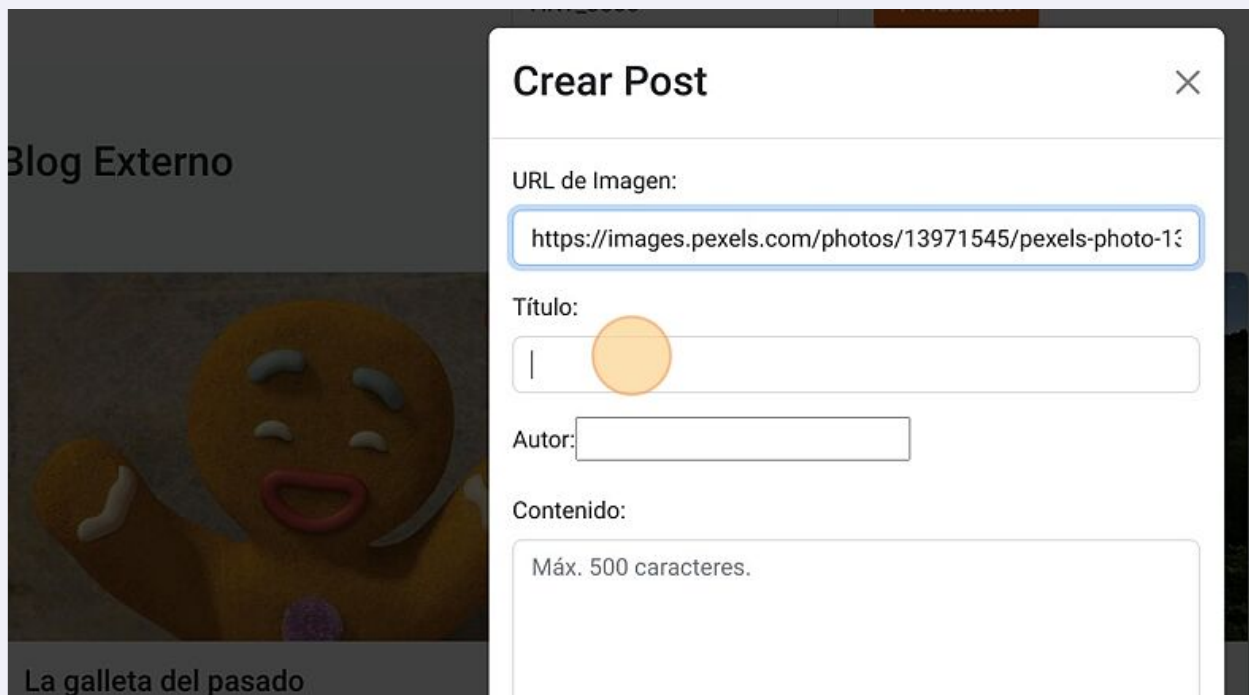 Crear Post
Blog Externo
URL de Imagen:
https://images.pexels.com/photos/13971545/pexels-photo-13
Título:
Autor:
Contenido:
Máx. 500 caracteres.
La galleta del pasado